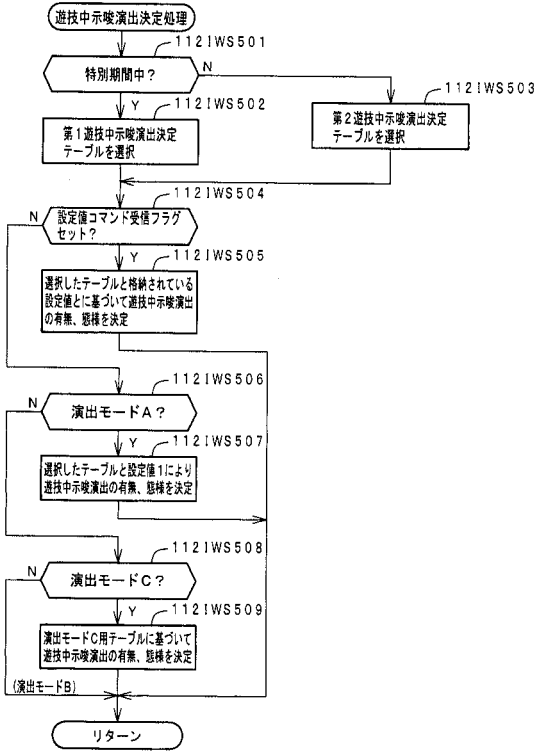 遊技中示唆演出決定処理
112IWS501
特別期間中？
N
Y
112IWS502
112IWS503
第1遊技中示唆演出決定
テーブルを選択
第2遊技中示唆演出決定
テーブルを選択
112IWS504
N
設定値コマンド受信フラグ
セット？
Y
112IWS505
選択したテーブルと格納されている
設定値とに基づいて遊技中示唆演出
の有無、態様を決定
112IWS506
N
演出モードA？
Y
112IWS507
選択したテーブルと設定値1により
遊技中示唆演出の有無、態様を決定
112IWS508
N
演出モードC？
Y
112IWS509
演出モードC用テーブルに基づいて
遊技中示唆演出の有無、態様を決定
(演出モードB)
リターン